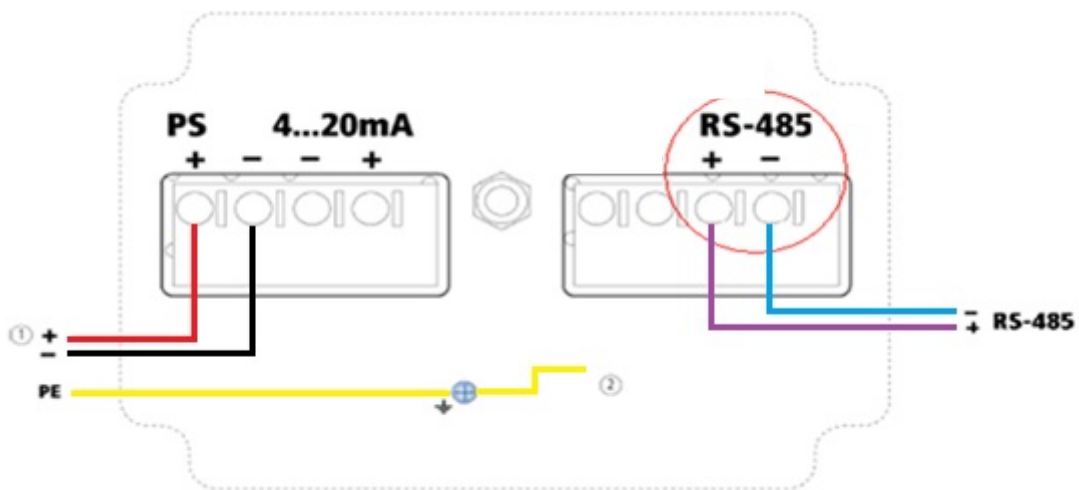 PS 4...20mA
+ − − +
RS-485
+ −
① +
−
PE
②
−
+ RS-485